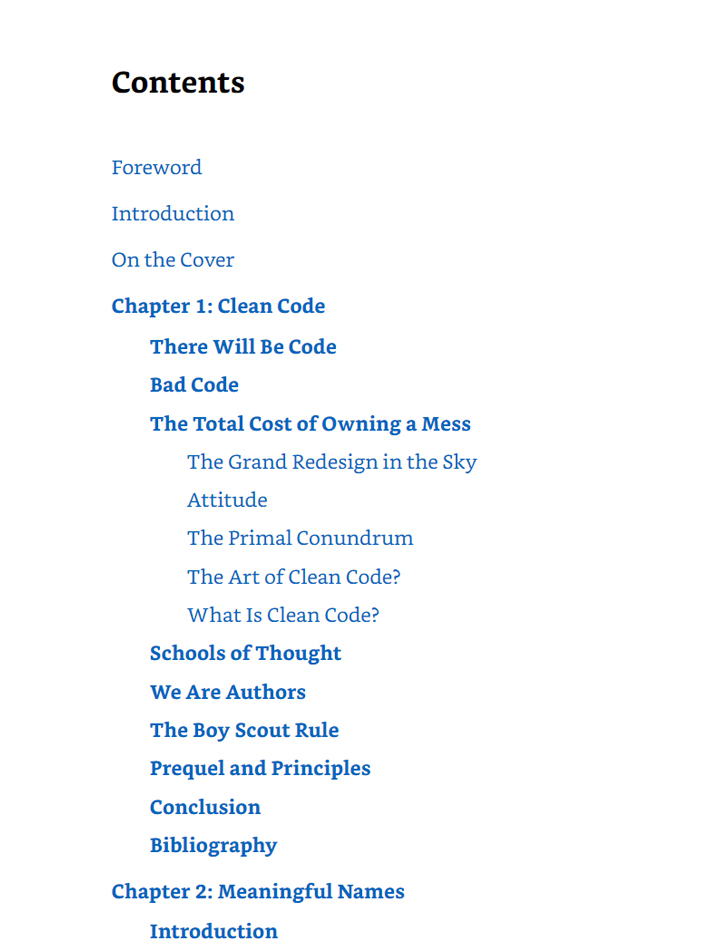 Contents
Foreword
Introduction
On the Cover
Chapter 1: Clean Code
There Will Be Code
Bad Code
The Total Cost of Owning a Mess
The Grand Redesign in the Sky
Attitude
The Primal Conundrum
The Art of Clean Code?
What Is Clean Code?
Schools of Thought
We Are Authors
The Boy Scout Rule
Prequel and Principles
Conclusion
Bibliography
Chapter 2: Meaningful Names
Introduction